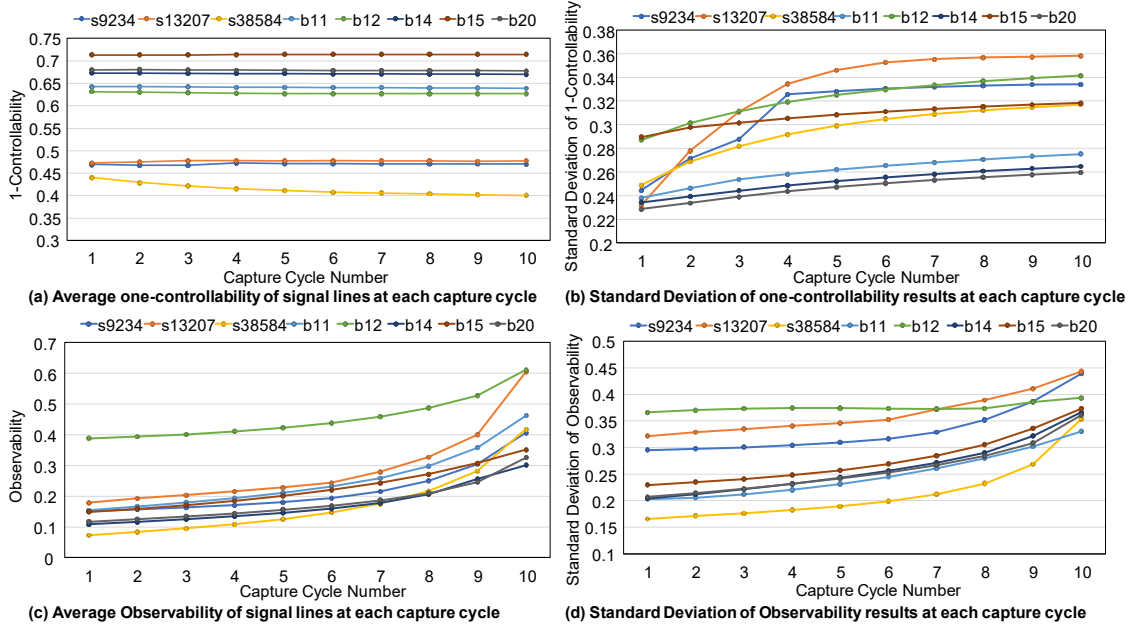 s9234 s13207 s38584 b11 b12 b14 b15 b20
0.75
0.7
0.65
0.6
0.55
0.5
0.45
0.4
0.35
0.3
1-Controllability
1 2 3 4 5 6 7 8 9 10
Capture Cycle Number
(a) Average one-controllability of signal lines at each capture cycle
s9234 s13207 s38584 b11 b12 b14 b15 b20
0.38
0.36
0.34
0.32
0.3
0.28
0.26
0.24
0.22
0.2
Standard Deviation of 1-Controllability
1 2 3 4 5 6 7 8 9 10
Capture Cycle Number
(b) Standard Deviation of one-controllability results at each capture cycle
s9234 s13207 s38584 b11 b12 b14 b15 b20
0.7
0.6
0.5
0.4
0.3
0.2
0.1
0
Observability
1 2 3 4 5 6 7 8 9 10
Capture Cycle Number
(c) Average Observability of signal lines at each capture cycle
s9234 s13207 s38584 b11 b12 b14 b15 b20
0.5
0.45
0.4
0.35
0.3
0.25
0.2
0.15
0.1
Standard Deviation of Observability
1 2 3 4 5 6 7 8 9 10
Capture Cycle Number
(d) Standard Deviation of Observability results at each capture cycle